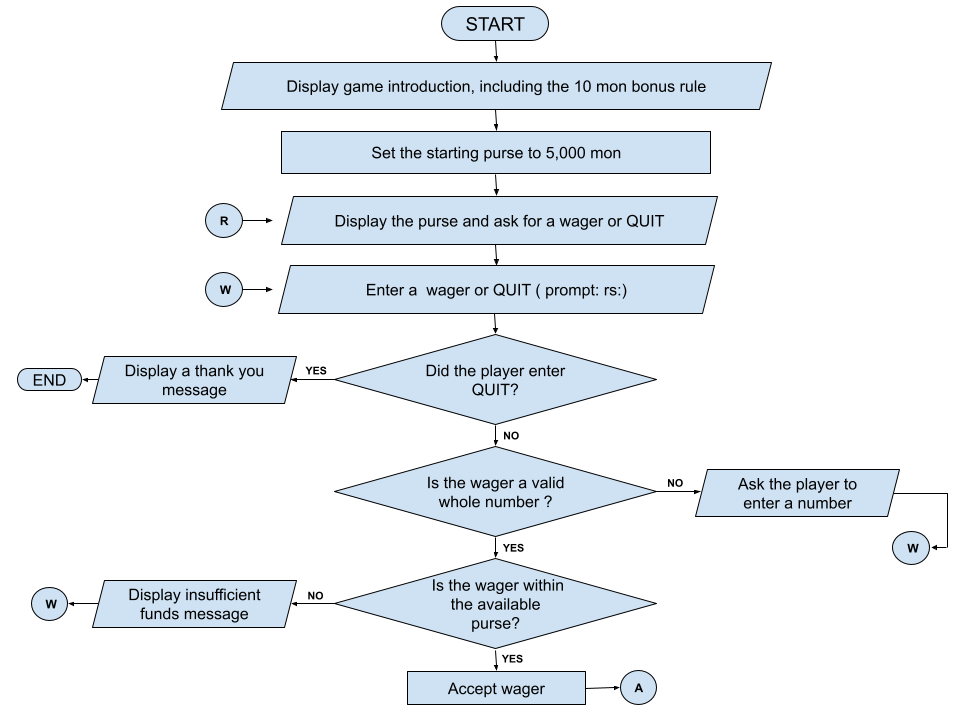 START
Display game introduction, including the 10 mon bonus rule
Set the starting purse to 5,000 mon
R
Display the purse and ask for a wager or QUIT
W
Enter a wager or QUIT ( prompt: rs:)
END
Display a thank you
message
YES
Did the player enter
QUIT?
NO
Is the wager a valid
whole number ?
NO
Ask the player to
enter a number
W
YES
W
Display insufficient
funds message
NO
Is the wager within
the available
purse?
YES
Accept wager
A